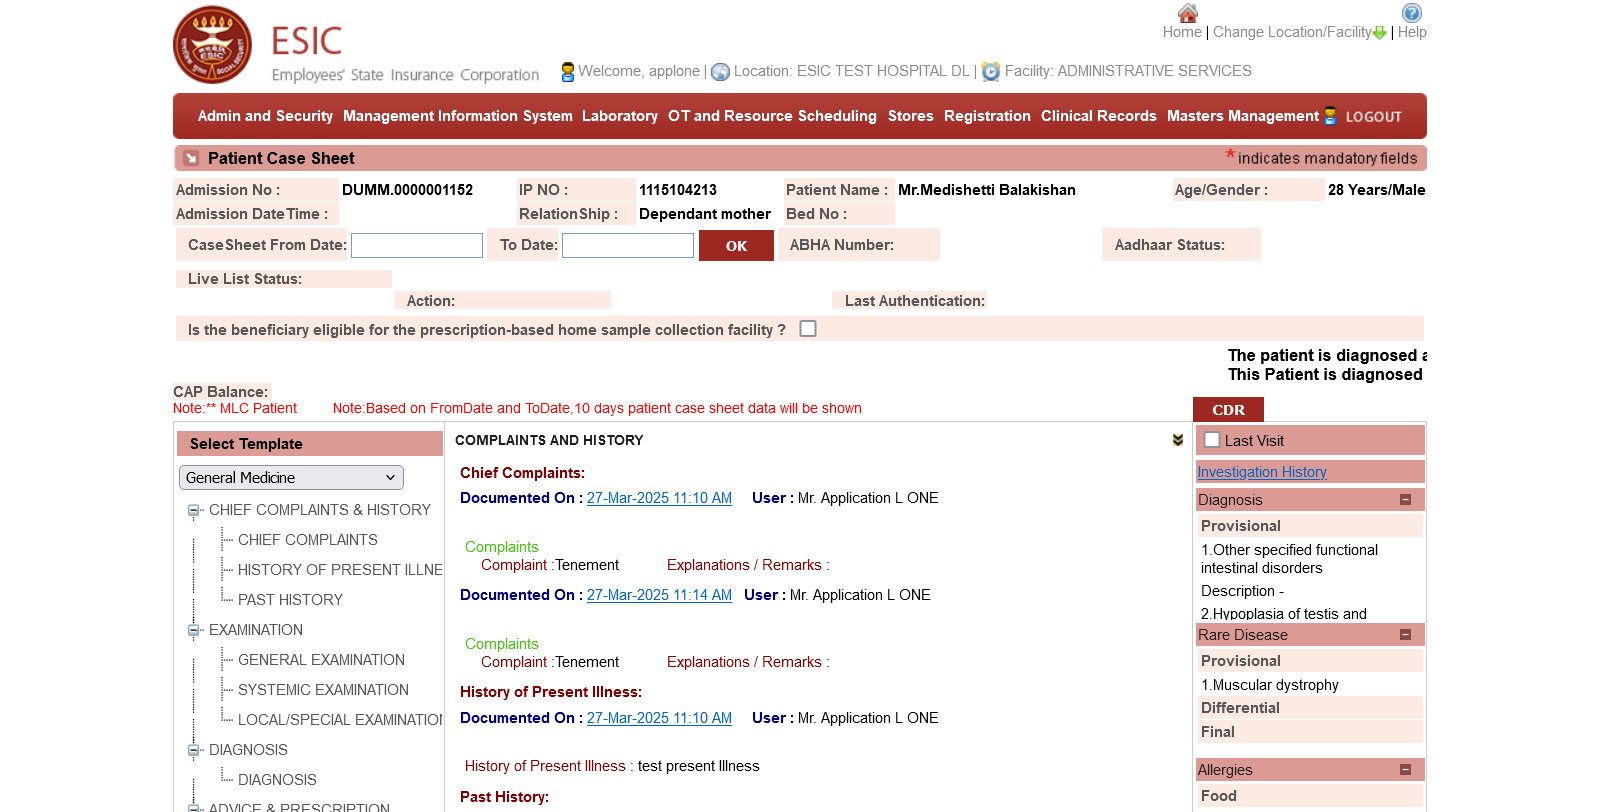 ESIC
Employees' State Insurance Corporation
Home | Change Location/Facility | Help
Welcome, applone | Location: ESIC TEST HOSPITAL DL | Facility: ADMINISTRATIVE SERVICES
Admin and Security Management Information System Laboratory OT and Resource Scheduling Stores Registration Clinical Records Masters Management LOGOUT
Patient Case Sheet
* indicates mandatory fields
Admission No : DUMM.0000001152 IP NO : 1115104213 Patient Name : Mr.Medishetti Balakishan Age/Gender : 28 Years/Male
Admission DateTime : RelationShip : Dependant mother Bed No :
CaseSheet From Date: To Date: OK ABHA Number: Aadhaar Status:
Live List Status:
Action: Last Authentication:
Is the beneficiary eligible for the prescription-based home sample collection facility ?
The patient is diagnosed
This Patient is diagnosed
CAP Balance:
Note:** MLC Patient Note:Based on FromDate and ToDate,10 days patient case sheet data will be shown
CDR
Select Template
General Medicine
CHIEF COMPLAINTS & HISTORY
CHIEF COMPLAINTS
HISTORY OF PRESENT ILLNE
PAST HISTORY
EXAMINATION
GENERAL EXAMINATION
SYSTEMIC EXAMINATION
LOCAL/SPECIAL EXAMINATION
DIAGNOSIS
DIAGNOSIS
ADVICE & PRESCRIPTION
COMPLAINTS AND HISTORY
Chief Complaints:
Documented On : 27-Mar-2025 11:10 AM User : Mr. Application L ONE
Complaints
Complaint :Tenement Explanations / Remarks :
Documented On : 27-Mar-2025 11:14 AM User : Mr. Application L ONE
Complaints
Complaint :Tenement Explanations / Remarks :
History of Present Illness:
Documented On : 27-Mar-2025 11:10 AM User : Mr. Application L ONE
History of Present Illness : test present Illness
Past History:
Last Visit
Investigation History
Diagnosis
Provisional
1.Other specified functional
intestinal disorders
Description -
2.Hypoplasia of testis and
Rare Disease
Provisional
1.Muscular dystrophy
Differential
Final
Allergies
Food